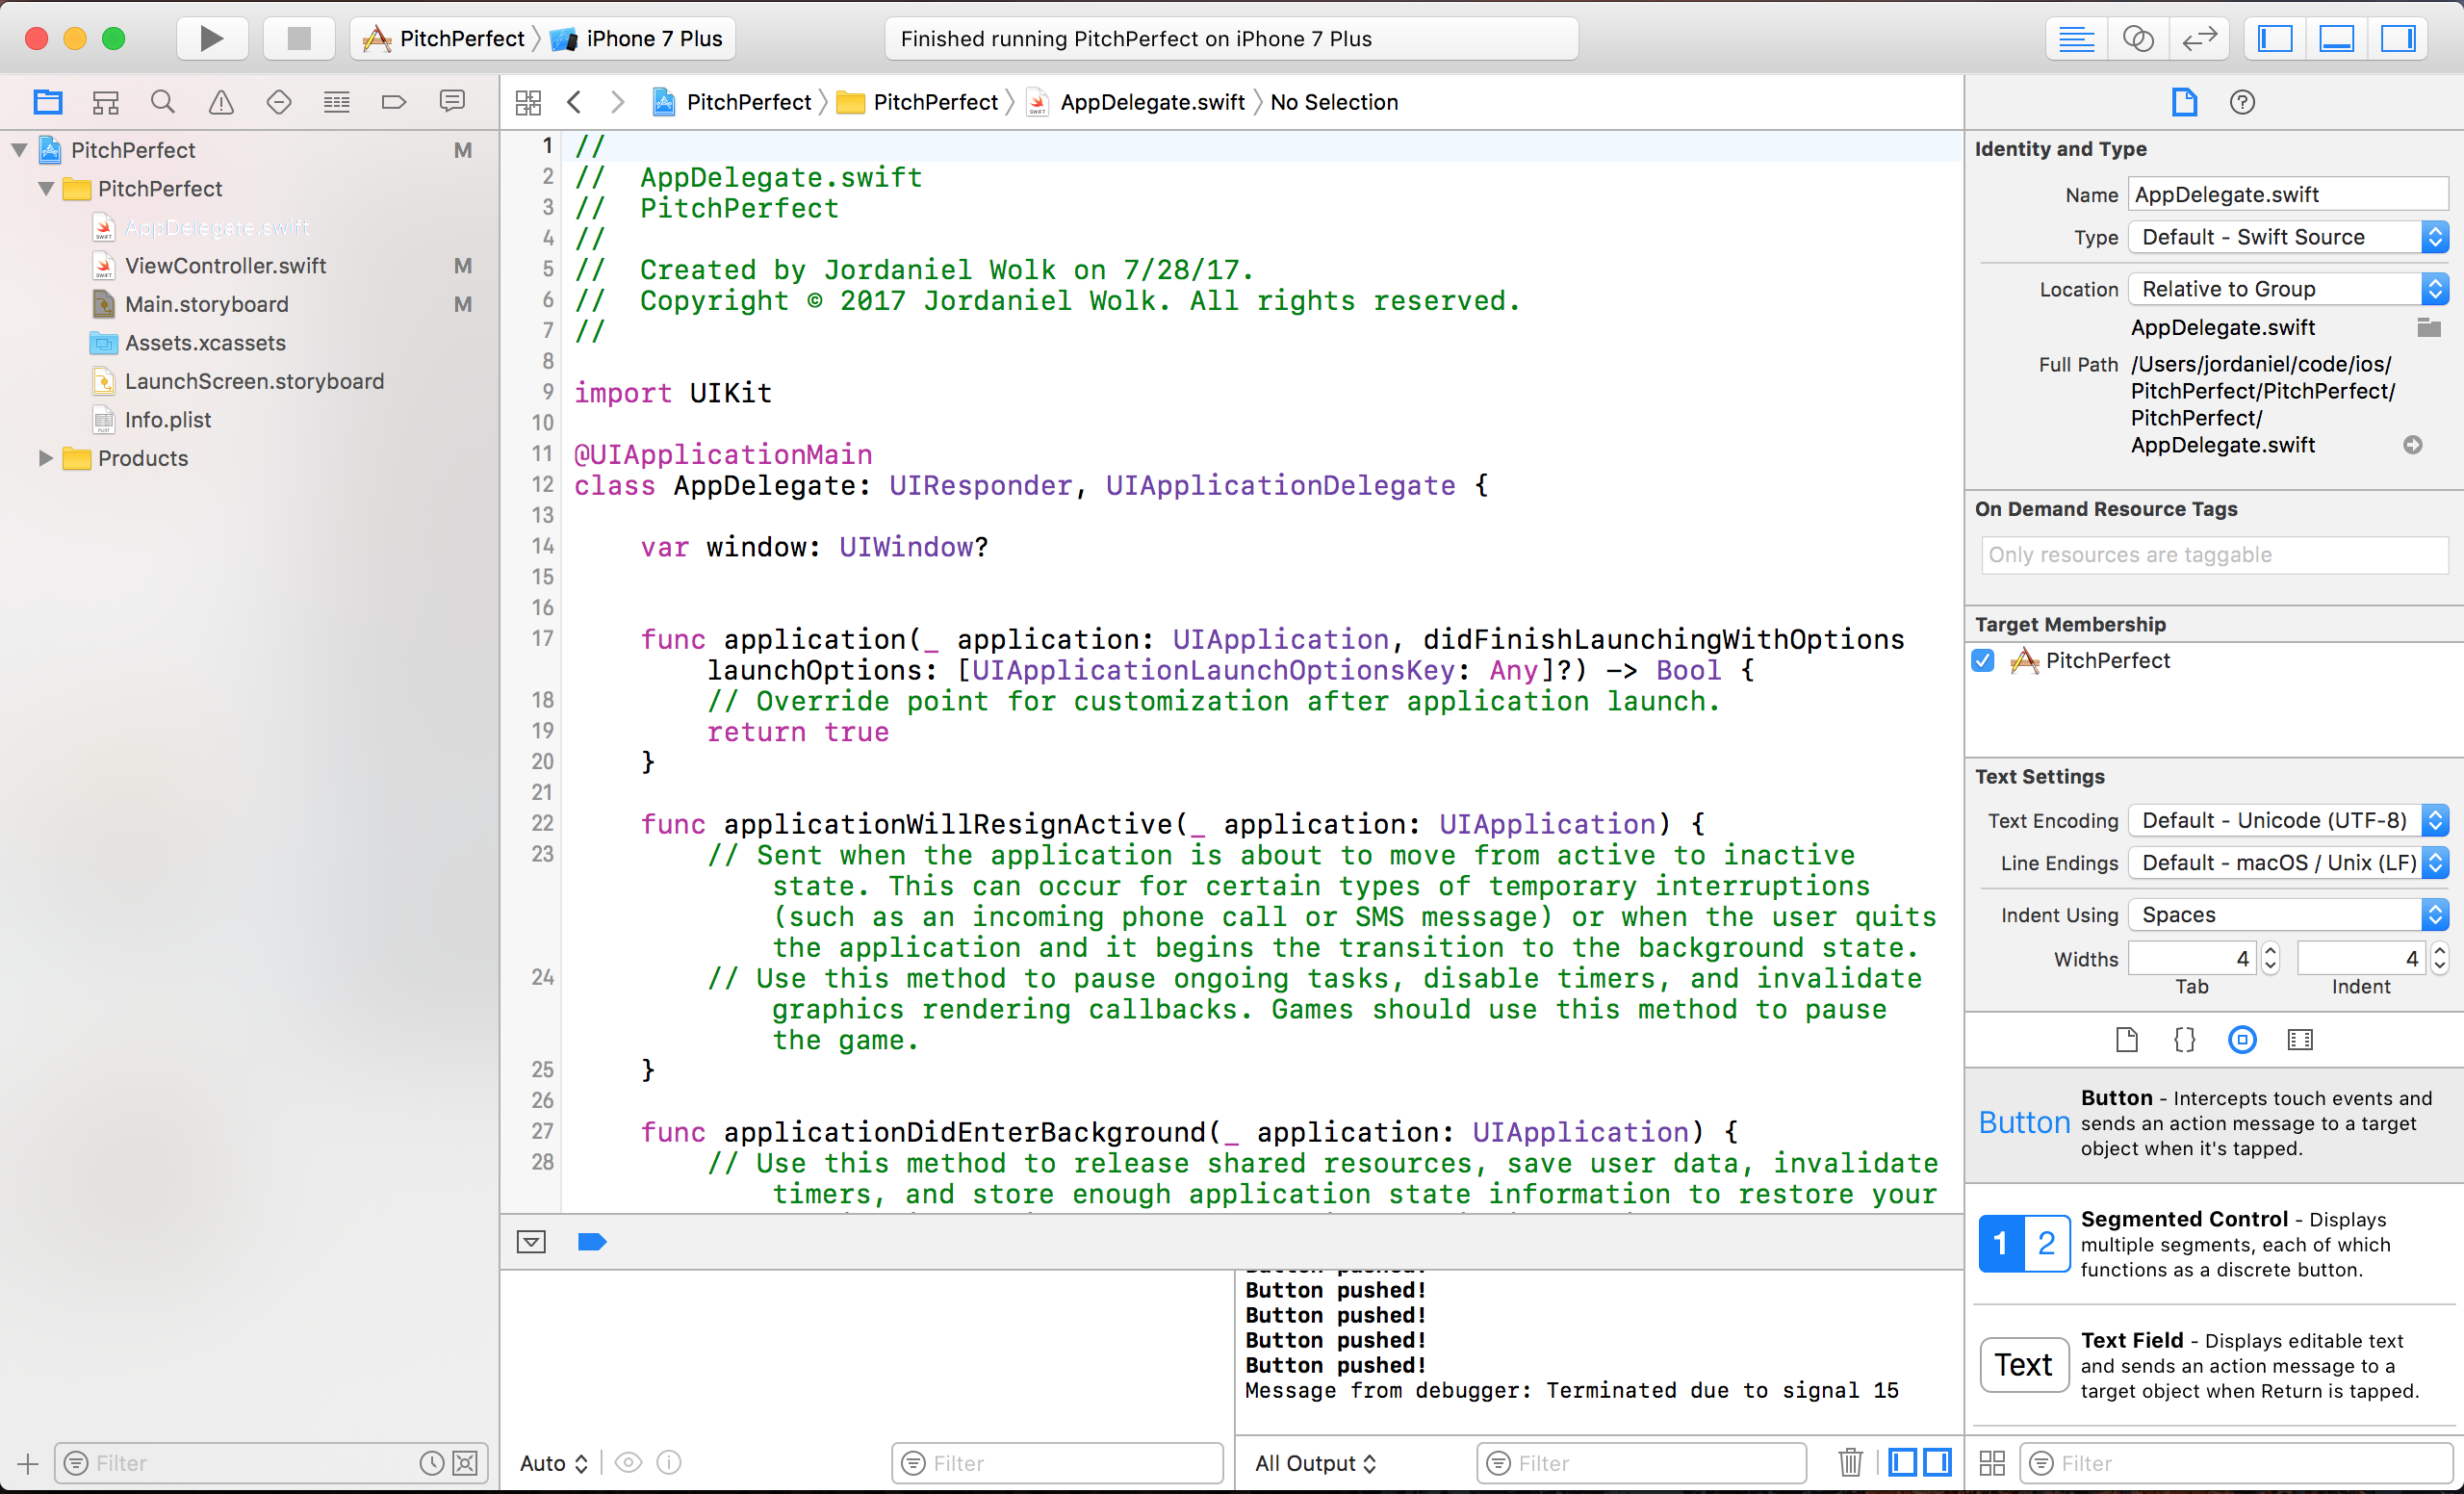 PitchPerfect
iPhone 7 Plus
Finished running PitchPerfect on iPhone 7 Plus
PitchPerfect
PitchPerfect
AppDelegate.swift
No Selection
PitchPerfect M
PitchPerfect
AppDelegate.swift
ViewController.swift M
Main.storyboard M
Assets.xcassets
LaunchScreen.storyboard
Info.plist
Products
Filter
1 //
2 //  AppDelegate.swift
3 //  PitchPerfect
4 //
5 //  Created by Jordaniel Wolk on 7/28/17.
6 //  Copyright © 2017 Jordaniel Wolk. All rights reserved.
7 //
8
9 import UIKit
10
11 @UIApplicationMain
12 class AppDelegate: UIResponder, UIApplicationDelegate {
13
14     var window: UIWindow?
15
16
17     func application(_ application: UIApplication, didFinishLaunchingWithOptions
launchOptions: [UIApplicationLaunchOptionsKey: Any]?) -> Bool {
18         // Override point for customization after application launch.
19         return true
20     }
21
22     func applicationWillResignActive(_ application: UIApplication) {
23         // Sent when the application is about to move from active to inactive
state. This can occur for certain types of temporary interruptions
(such as an incoming phone call or SMS message) or when the user quits
the application and it begins the transition to the background state.
24         // Use this method to pause ongoing tasks, disable timers, and invalidate
graphics rendering callbacks. Games should use this method to pause
the game.
25     }
26
27     func applicationDidEnterBackground(_ application: UIApplication) {
28         // Use this method to release shared resources, save user data, invalidate
timers, and store enough application state information to restore your
Auto
Filter
Button pushed!
Button pushed!
Button pushed!
Button pushed!
Button pushed!
Message from debugger: Terminated due to signal 15
All Output
Filter
Identity and Type
Name AppDelegate.swift
Type Default - Swift Source
Location Relative to Group
AppDelegate.swift
Full Path /Users/jordaniel/code/ios/
PitchPerfect/PitchPerfect/
PitchPerfect/
AppDelegate.swift
On Demand Resource Tags
Only resources are taggable
Target Membership
PitchPerfect
Text Settings
Text Encoding Default - Unicode (UTF-8)
Line Endings Default - macOS / Unix (LF)
Indent Using Spaces
Widths 4 4
Tab Indent
Button
Button - Intercepts touch events and
sends an action message to a target
object when it's tapped.
1 2
Segmented Control - Displays
multiple segments, each of which
functions as a discrete button.
Text
Text Field - Displays editable text
and sends an action message to a
target object when Return is tapped.
Filter